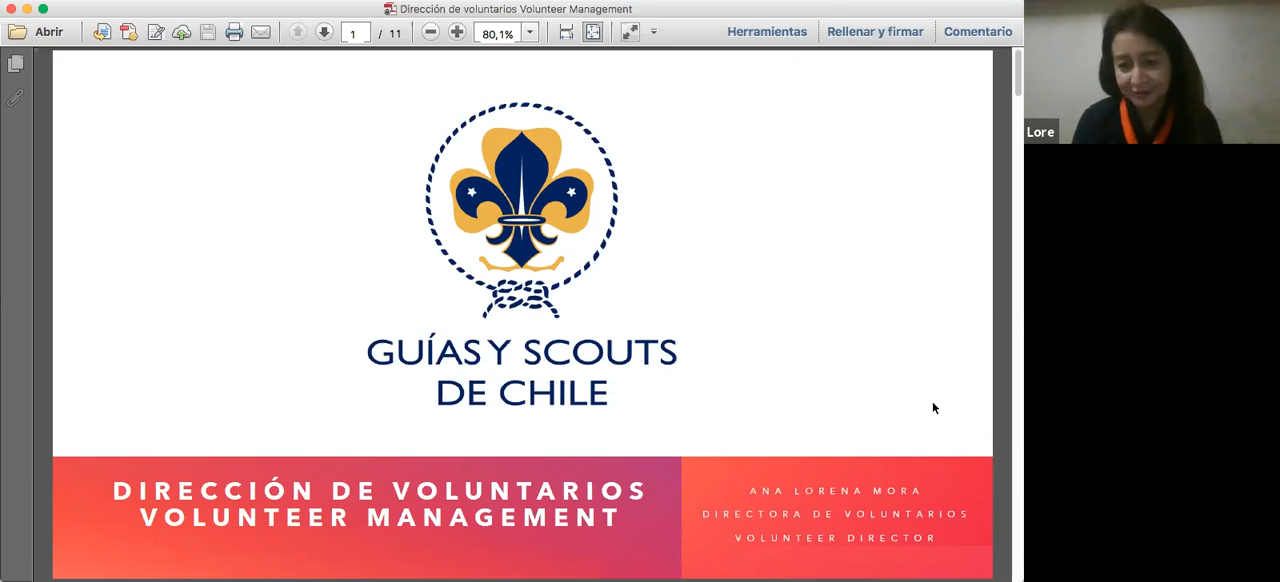 Dirección de voluntarios Volunteer Management
Abrir
1 / 11
80,1%
Herramientas
Rellenar y firmar
Comentario
Lore
GUÍAS Y SCOUTS
DE CHILE
DIRECCIÓN DE VOLUNTARIOS
VOLUNTEER MANAGEMENT
ANA LORENA MORA
DIRECTORA DE VOLUNTARIOS
VOLUNTEER DIRECTOR